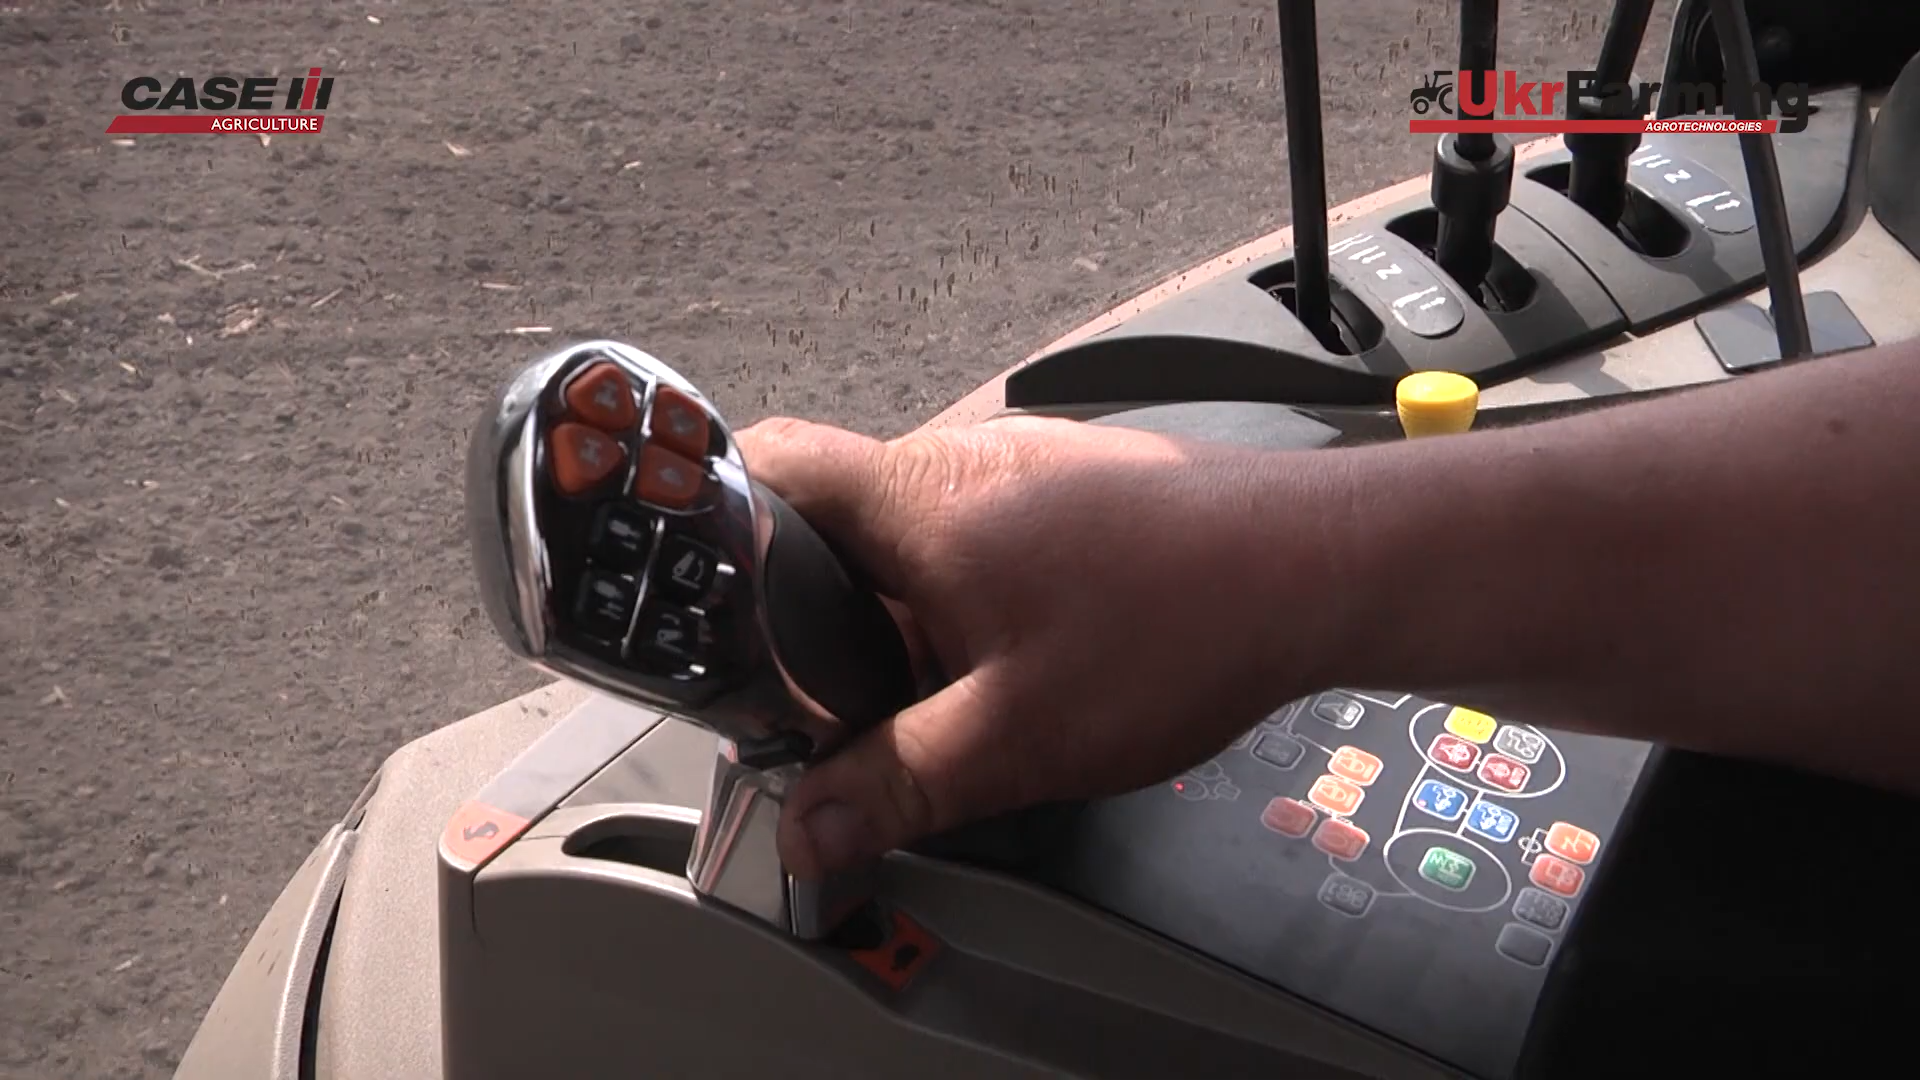 CASE IH
AGRICULTURE
UkrFarming
AGROTECHNOLOGIES
N
N